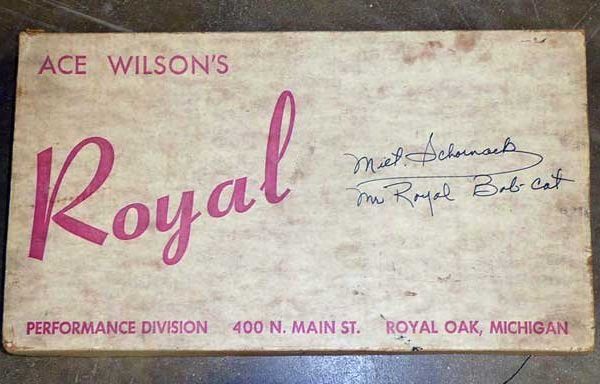 ACE WILSON'S
Royal
Milt. Schornack
Mr Royal Bob-cat
PERFORMANCE DIVISION 400 N. MAIN ST. ROYAL OAK, MICHIGAN